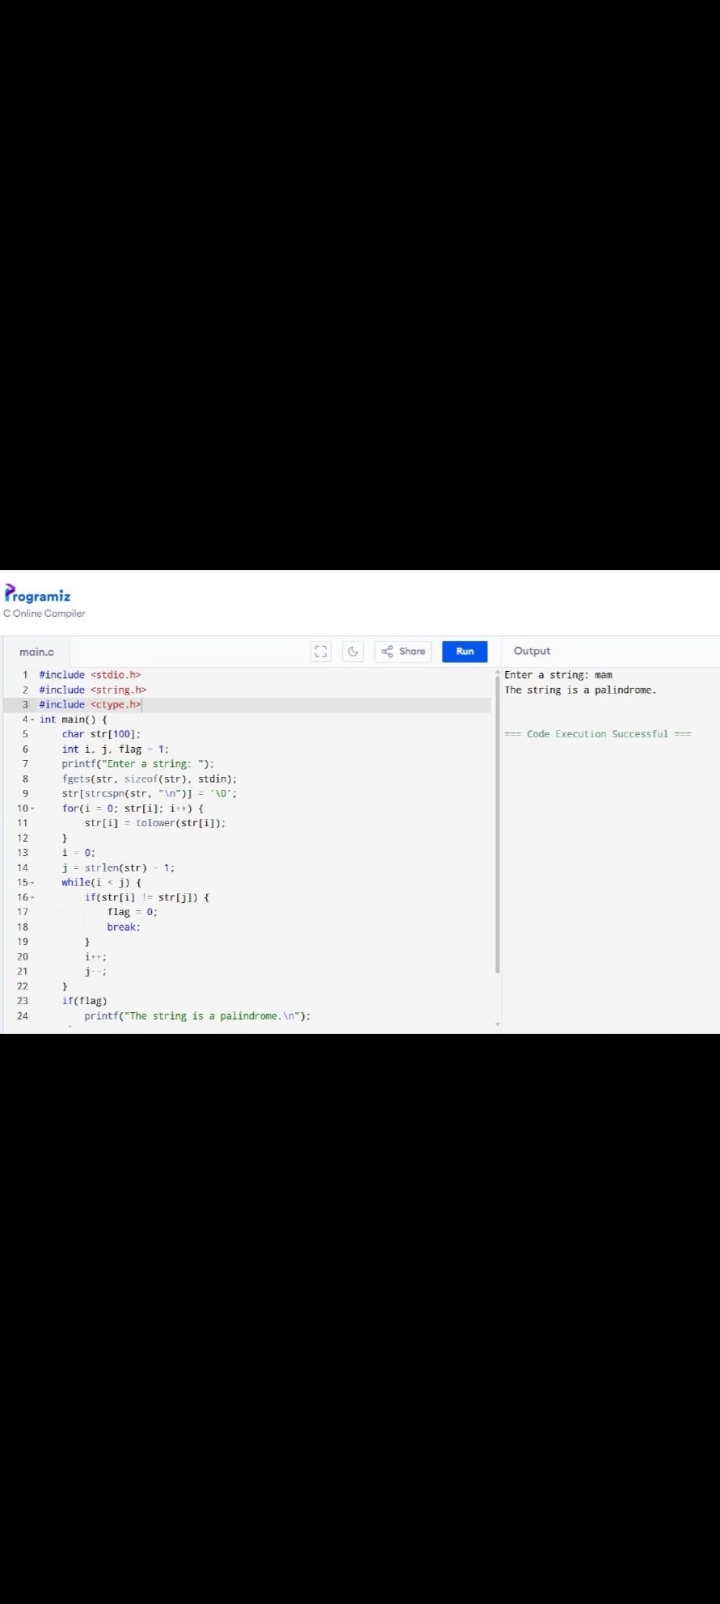 Programiz
C Online Compiler
main.c
Share
Run
Output
1 #include <stdio.h>
2 #include <string.h>
3 #include <ctype.h>
4 int main() {
5 char str[100];
6 int i, j, flag = 1;
7 printf("Enter a string: ");
8 fgets(str, sizeof(str), stdin);
9 str[strcspn(str, "\n")] = '\0';
10 for(i = 0; str[i]; i++) {
11 str[i] = tolower(str[i]);
12 }
13 i = 0;
14 j = strlen(str) - 1;
15 while(i < j) {
16 if(str[i] != str[j]) {
17 flag = 0;
18 break;
19 }
20 i++;
21 j--;
22 }
23 if(flag)
24 printf("The string is a palindrome.\n");
Enter a string: mam
The string is a palindrome.
=== Code Execution Successful ===